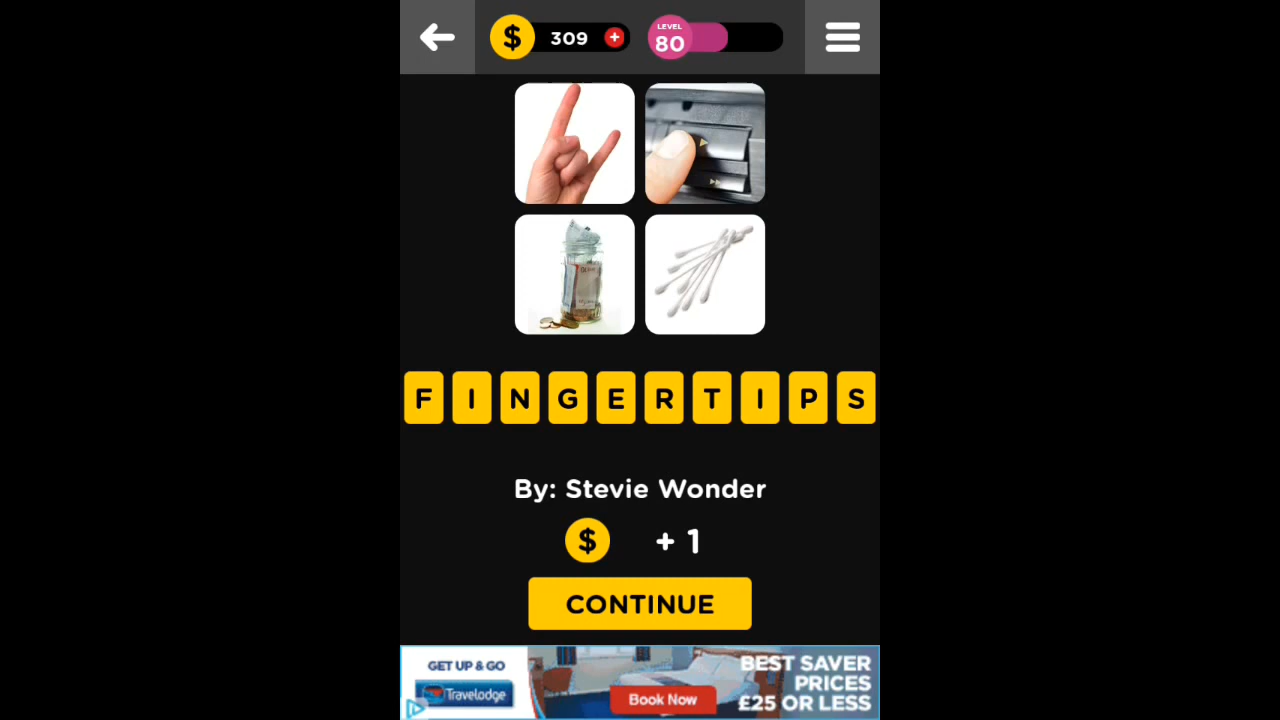 $ 309 +
LEVEL
80
FINGERTIPS
By: Stevie Wonder
$ + 1
CONTINUE
GET UP & GO
Travelodge
Book Now
BEST SAVER
PRICES
£25 OR LESS